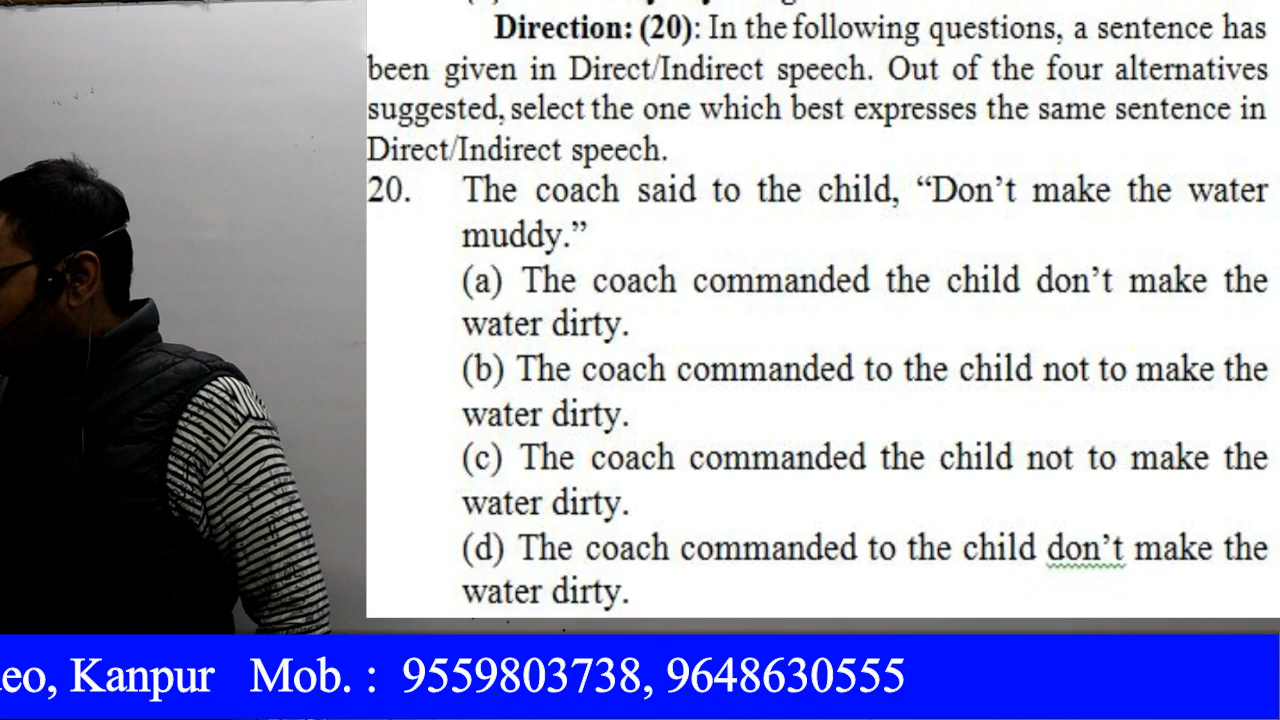 Direction: (20): In the following questions, a sentence has
been given in Direct/Indirect speech. Out of the four alternatives
suggested, select the one which best expresses the same sentence in
Direct/Indirect speech.
20. The coach said to the child, “Don’t make the water
muddy.”
(a) The coach commanded the child don’t make the
water dirty.
(b) The coach commanded to the child not to make the
water dirty.
(c) The coach commanded the child not to make the
water dirty.
(d) The coach commanded to the child don’t make the
water dirty.
Kanpur Mob. : 9559803738, 9648630555